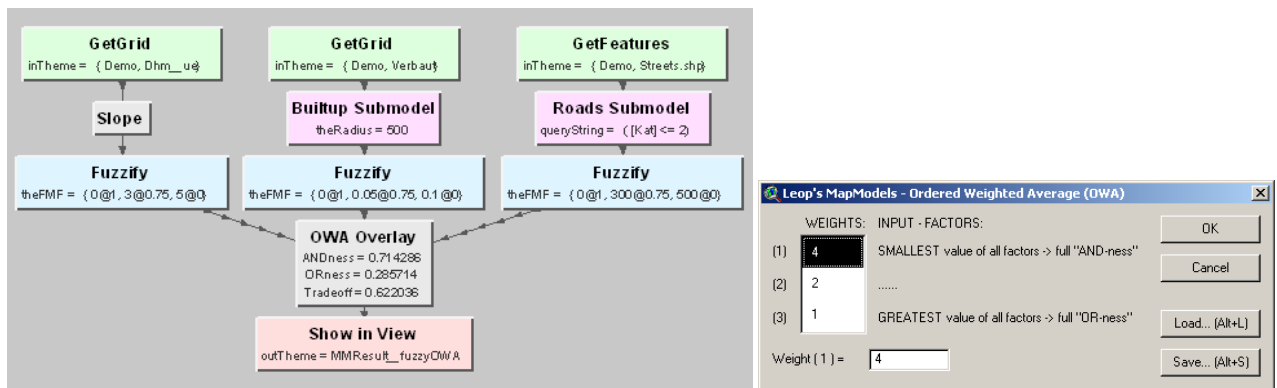 GetGrid
inTheme = { Demo, Dhm__ue}
GetGrid
inTheme = { Demo, Verbaut}
GetFeatures
inTheme = { Demo, Streets.shp}
Slope
Builtup Submodel
theRadius = 500
Roads Submodel
queryString = ([Kat] <= 2)
Fuzzify
theFMF = { 0@1, 3@0.75, 5@0}
Fuzzify
theFMF = { 0@1, 0.05@0.75, 0.1@0}
Fuzzify
theFMF = { 0@1, 300@0.75, 500@0}
OWA Overlay
ANDness = 0.714286
ORness = 0.285714
Tradeoff = 0.622036
Show in View
outTheme = MMResult__fuzzyOWA
Leop's MapModels - Ordered Weighted Average (OWA)
WEIGHTS: INPUT - FACTORS:
(1) 4 SMALLEST value of all factors -> full "AND-ness"
(2) 2 ......
(3) 1 GREATEST value of all factors -> full "OR-ness"
Weight ( 1 ) = 4
OK
Cancel
Load... (Alt+L)
Save... (Alt+S)